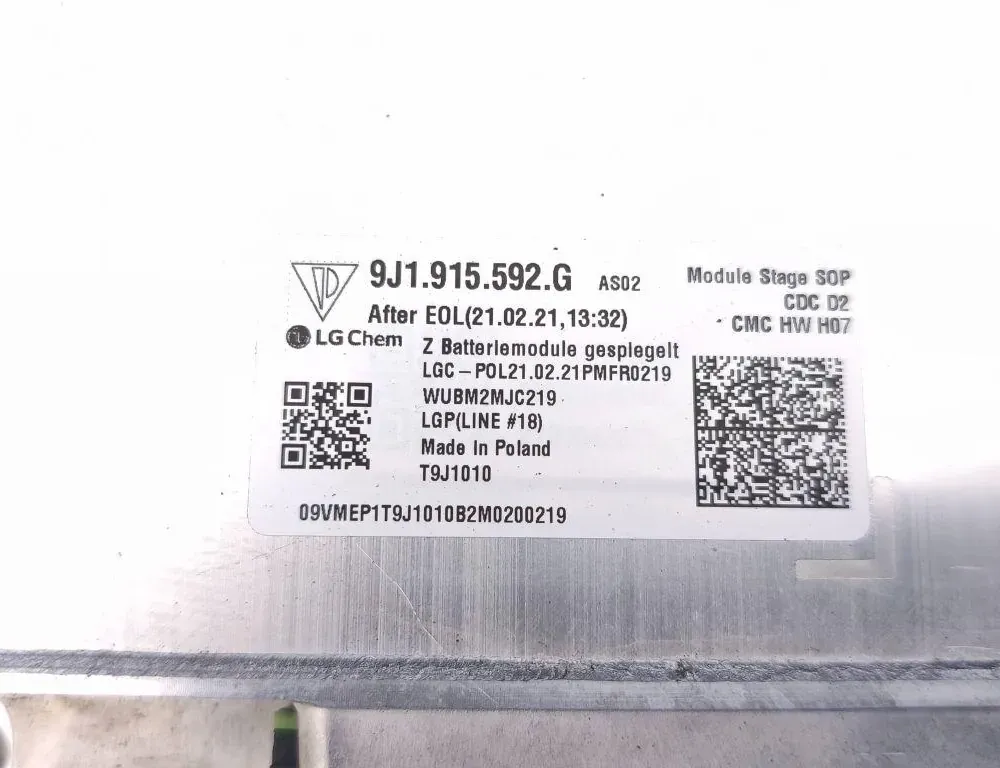 9J1.915.592.G AS02
Module Stage SOP
CDC D2
CMC HW H07
After EOL(21.02.21,13:32)
LG Chem
Z Batteriemodule gespiegelt
LGC-POL21.02.21PMFR0219
WUBM2MJC219
LGP(LINE #18)
Made In Poland
T9J1010
09VMEP1T9J1010B2M0200219